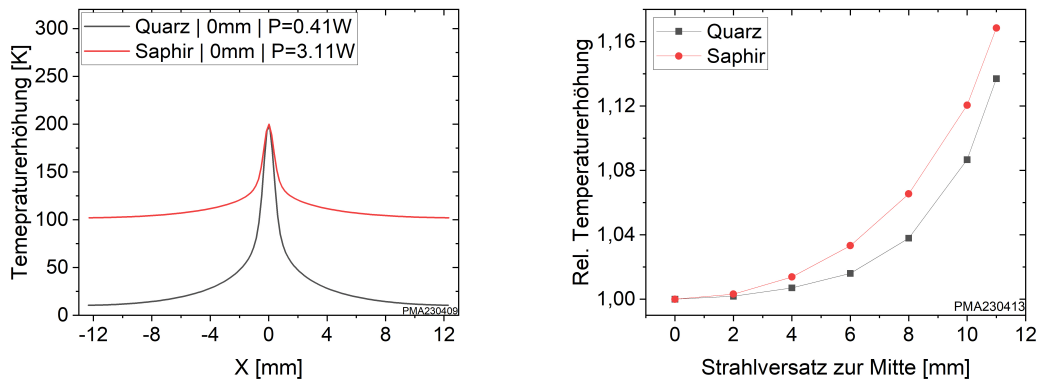 300
250
200
150
100
50
0
Temepraturerhöhung [K]
Quarz | 0mm | P=0.41W
Saphir | 0mm | P=3.11W
PMA230409
-12 -8 -4 0 4 8 12
X [mm]
1,16
1,12
1,08
1,04
1,00
Rel. Temperaturerhöhung
Quarz
Saphir
PMA230413
0 2 4 6 8 10 12
Strahlversatz zur Mitte [mm]